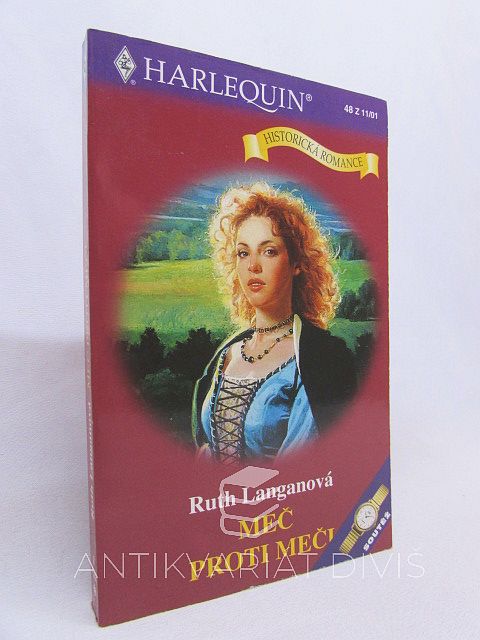 HARLEQUIN®
48 Z 11/01
HISTORICKÁ ROMANCE
Ruth Langanová
MEČ
PROTI MEČI
SOUTĚŽ
ANTIKVARIÁT DIVIŠ